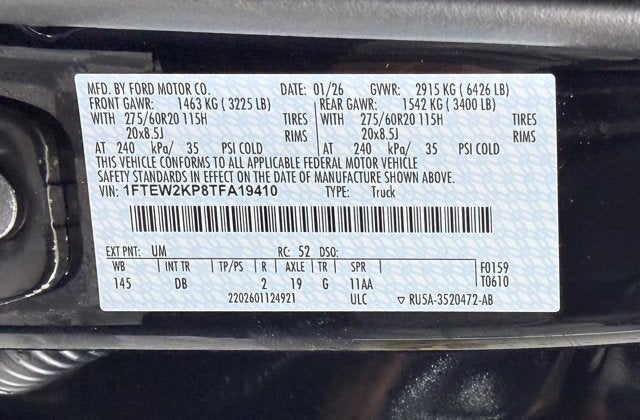 MFD. BY FORD MOTOR CO. DATE: 01/26 GVWR: 2915 KG ( 6426 LB)
FRONT GAWR: 1463 KG ( 3225 LB) REAR GAWR: 1542 KG ( 3400 LB)
WITH 275/60R20 115H TIRES WITH 275/60R20 115H TIRES
20x8.5J RIMS 20x8.5J RIMS
AT 240 kPa/ 35 PSI COLD AT 240 kPa/ 35 PSI COLD
THIS VEHICLE CONFORMS TO ALL APPLICABLE FEDERAL MOTOR VEHICLE
SAFETY STANDARDS IN EFFECT ON THE DATE OF MANUFACTURE SHOWN ABOVE.
VIN: 1FTEW2KP8TFA19410 TYPE: Truck
EXT PNT: UM RC: 52 DSO:
WB INT TR TP/PS R AXLE TR SPR F0159
145 DB 2 19 G 11AA T0610
2202601124921 ULC ▽ RU5A-3520472-AB